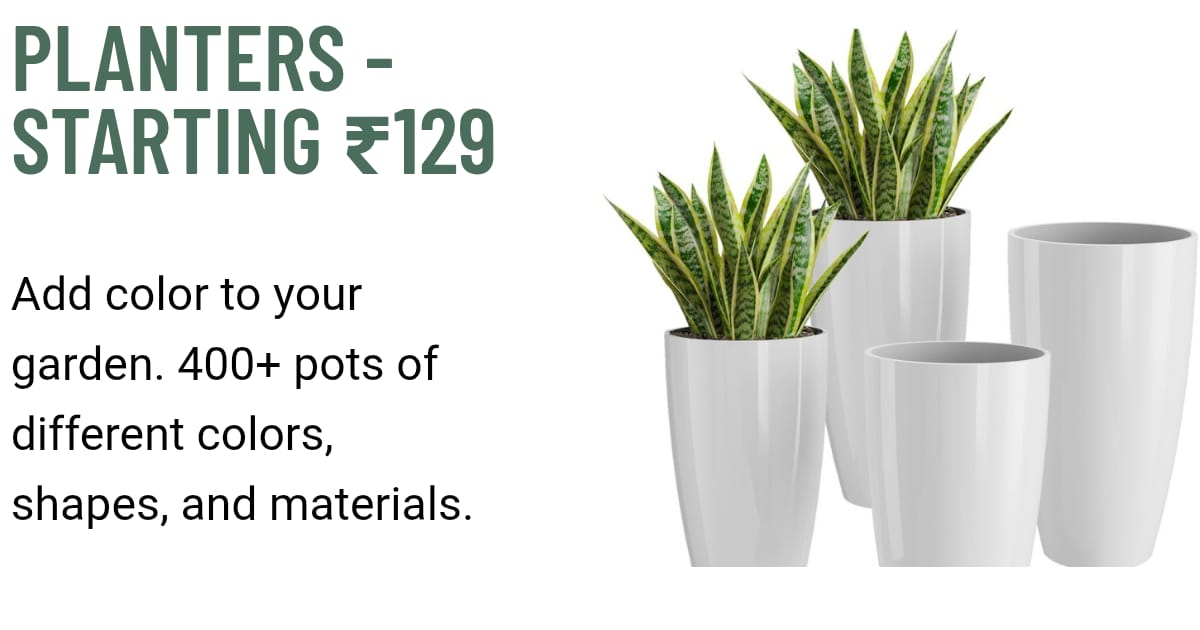 PLANTERS -
STARTING ₹129
Add color to your
garden. 400+ pots of
different colors,
shapes, and materials.